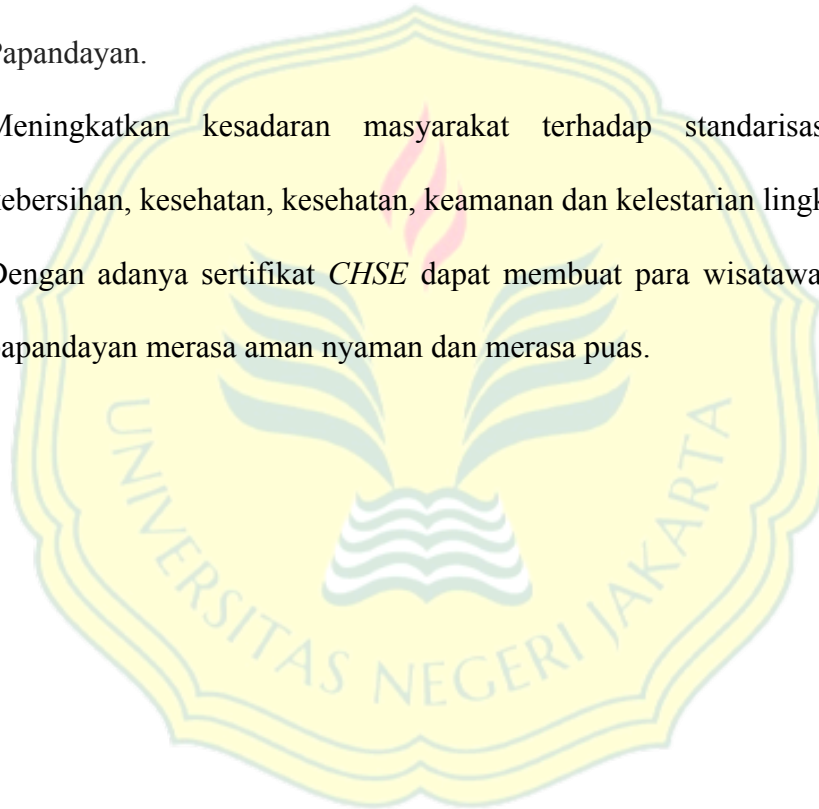 Papandayan.
Meningkatkan kesadaran masyarakat terhadap standarisas
kebersihan, kesehatan, kesehatan, keamanan dan kelestarian lingk
Dengan adanya sertifikat CHSE dapat membuat para wisatawa
papandayan merasa aman nyaman dan merasa puas.
UNIVERSITAS NEGERI JAKARTA